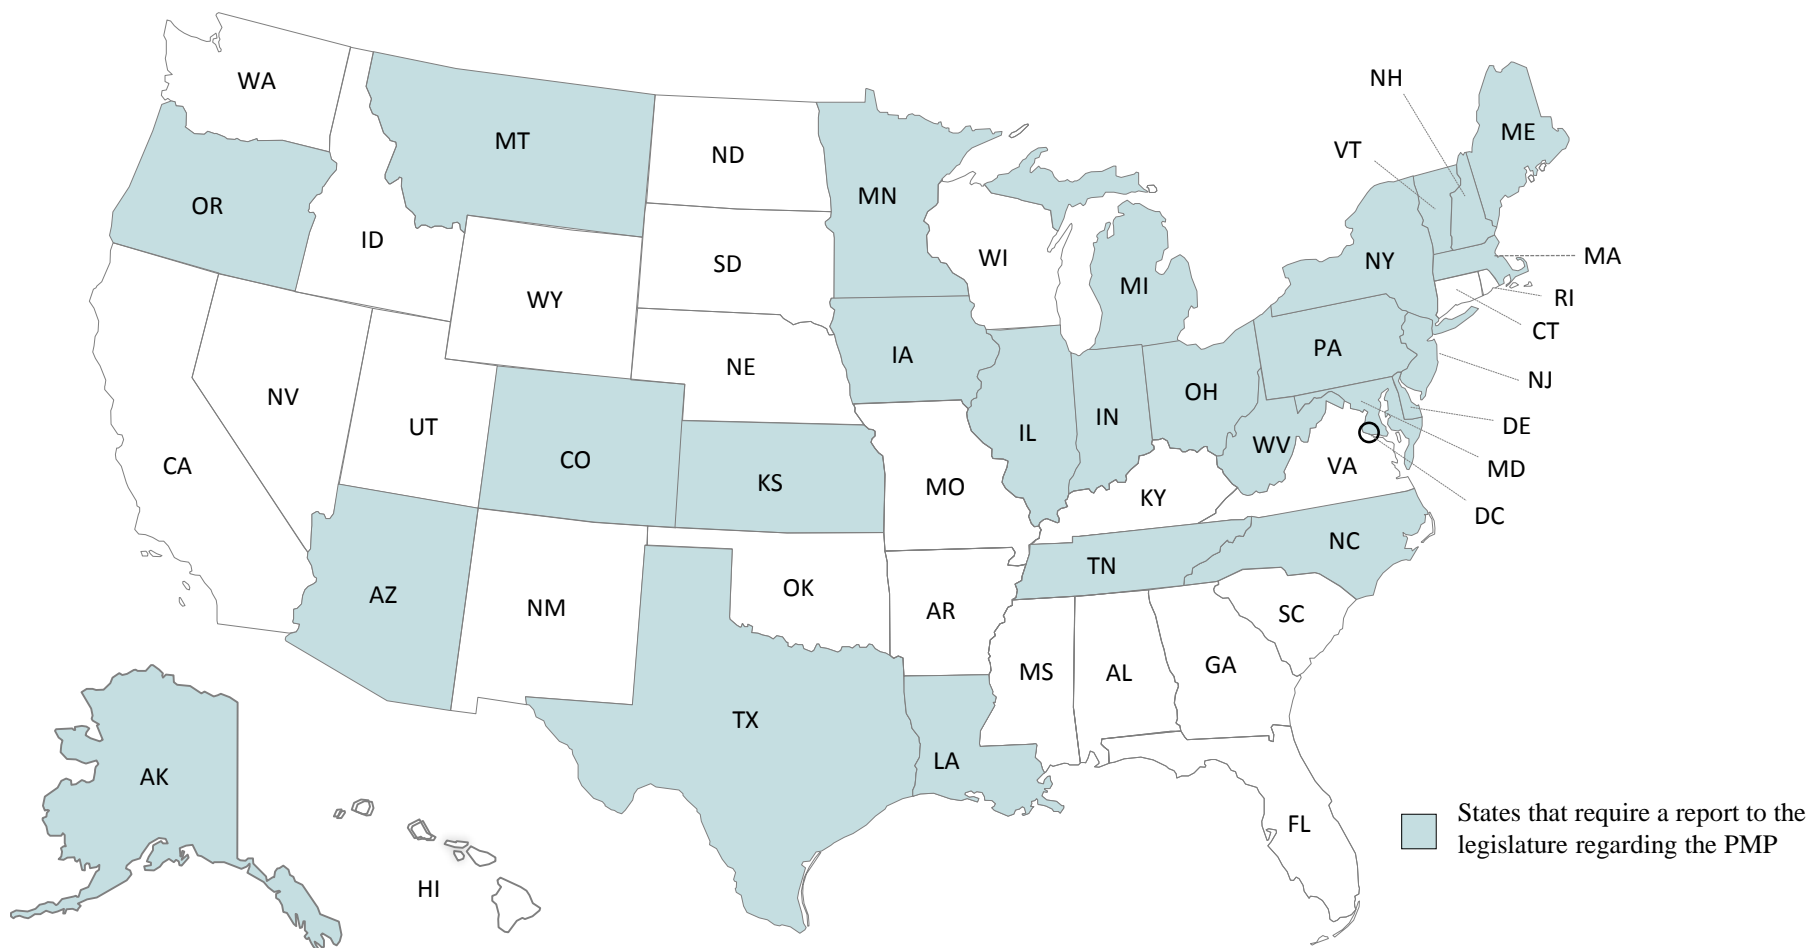 WA
NH
ME
MT
VT
ND
MN
OR
ID
WI
MA
NY
SD
MI
RI
WY
CT
PA
IA
NE
NJ
OH
NV
IN
DE
UT
IL
WV
CO
CA
VA
MD
KS
MO
KY
DC
NC
TN
OK
AZ
NM
AR
SC
GA
MS
AL
TX
LA
AK
States that require a report to the
FL
legislature regarding the PMP
HI